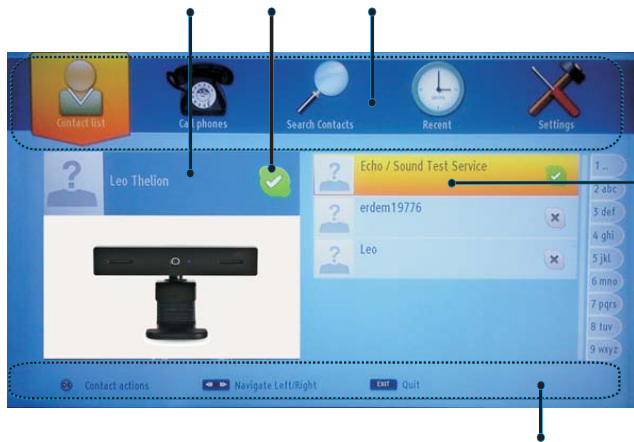 Contact list
Call phones
Search Contacts
Recent
Settings
Leo Thelion
Echo / Sound Test Service
erdem19776
Leo
1 ..
2 abc
3 def
4 ghi
5 jkl
6 mno
7 pqrs
8 tuv
9 wxyz
OK Contact actions
Navigate Left/Right
EXIT Quit